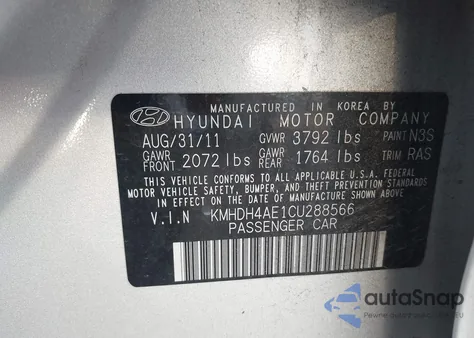 MANUFACTURED IN KOREA BY
HYUNDAI MOTOR COMPANY
AUG/31/11 GVWR 3792 lbs PAINT N3S
GAWR FRONT 2072 lbs GAWR REAR 1764 lbs TRIM RAS
THIS VEHICLE CONFORMS TO ALL APPLICABLE U.S.A. FEDERAL
MOTOR VEHICLE SAFETY, BUMPER, AND THEFT PREVENTION STANDARDS
IN EFFECT ON THE DATE OF MANUFACTURE SHOWN ABOVE.
V.I.N KMHDH4AE1CU288566
PASSENGER CAR
autoSnap